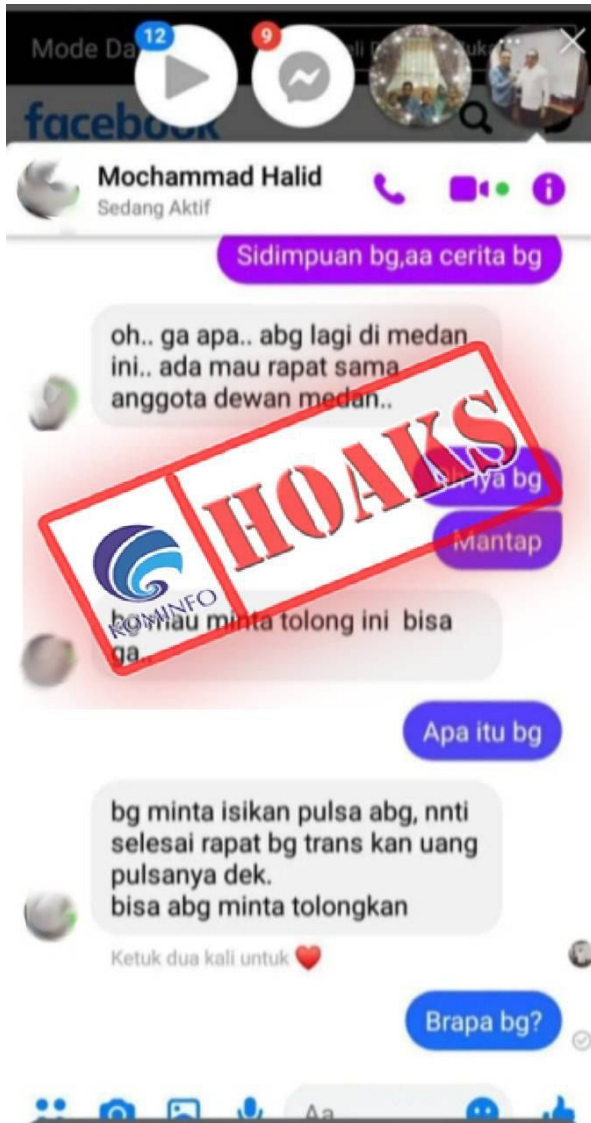 Mode Da
12
9
facebook
Mochammad Halid
Sedang Aktif
Sidimpuan bg,aa cerita bg
oh.. ga apa.. abg lagi di medan
ini.. ada mau rapat sama
anggota dewan medan..
iya bg
Mantap
HOAKS
KOMINFO
bg mau minta tolong ini bisa
ga..
Apa itu bg
bg minta isikan pulsa abg, nnti
selesai rapat bg trans kan uang
pulsanya dek.
bisa abg minta tolongkan
Ketuk dua kali untuk
Brapa bg?
Aa